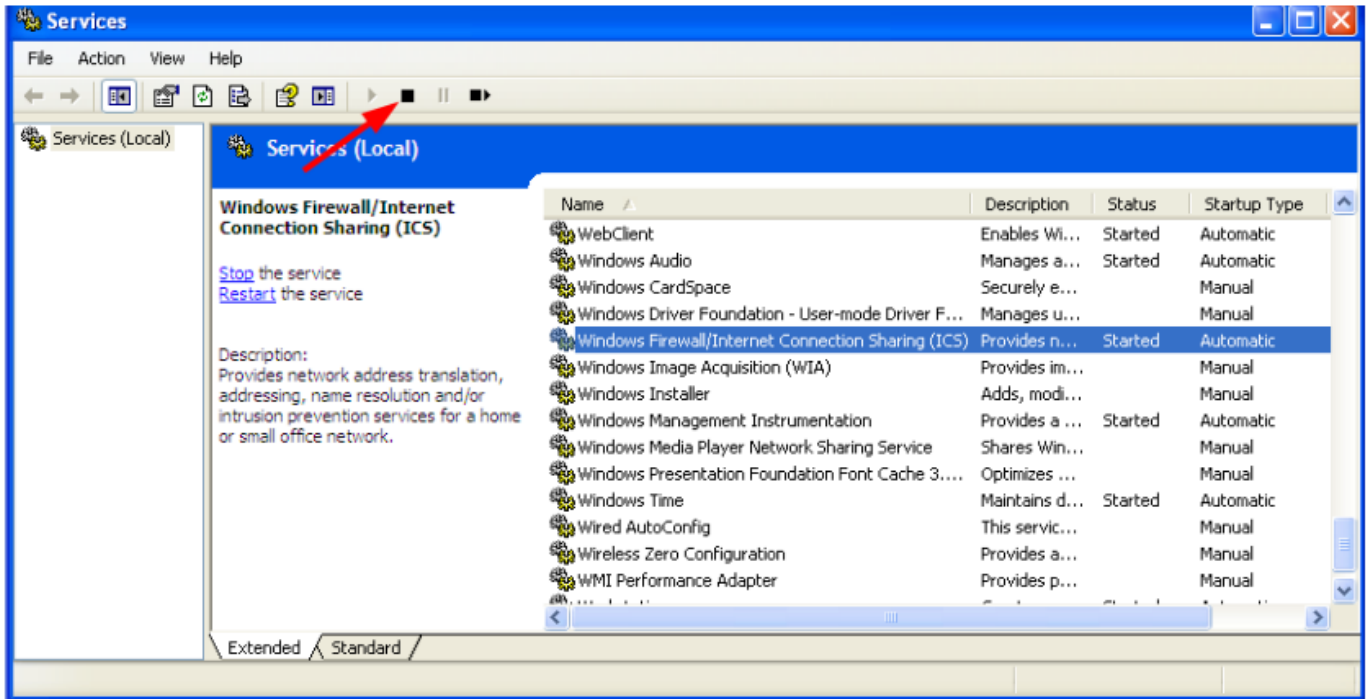 Services
File Action View Help
Services (Local)
Services (Local)
Windows Firewall/Internet
Connection Sharing (ICS)
Stop the service
Restart the service
Description:
Provides network address translation,
addressing, name resolution and/or
intrusion prevention services for a home
or small office network.
Name Description Status Startup Type
WebClient Enables Wi... Started Automatic
Windows Audio Manages a... Started Automatic
Windows CardSpace Securely e... Manual
Windows Driver Foundation - User-mode Driver F... Manages u... Manual
Windows Firewall/Internet Connection Sharing (ICS) Provides n... Started Automatic
Windows Image Acquisition (WIA) Provides im... Manual
Windows Installer Adds, modi... Manual
Windows Management Instrumentation Provides a ... Started Automatic
Windows Media Player Network Sharing Service Shares Win... Manual
Windows Presentation Foundation Font Cache 3.... Optimizes ... Manual
Windows Time Maintains d... Started Automatic
Wired AutoConfig This servic... Manual
Wireless Zero Configuration Provides a... Manual
WMI Performance Adapter Provides p... Manual
Extended Standard